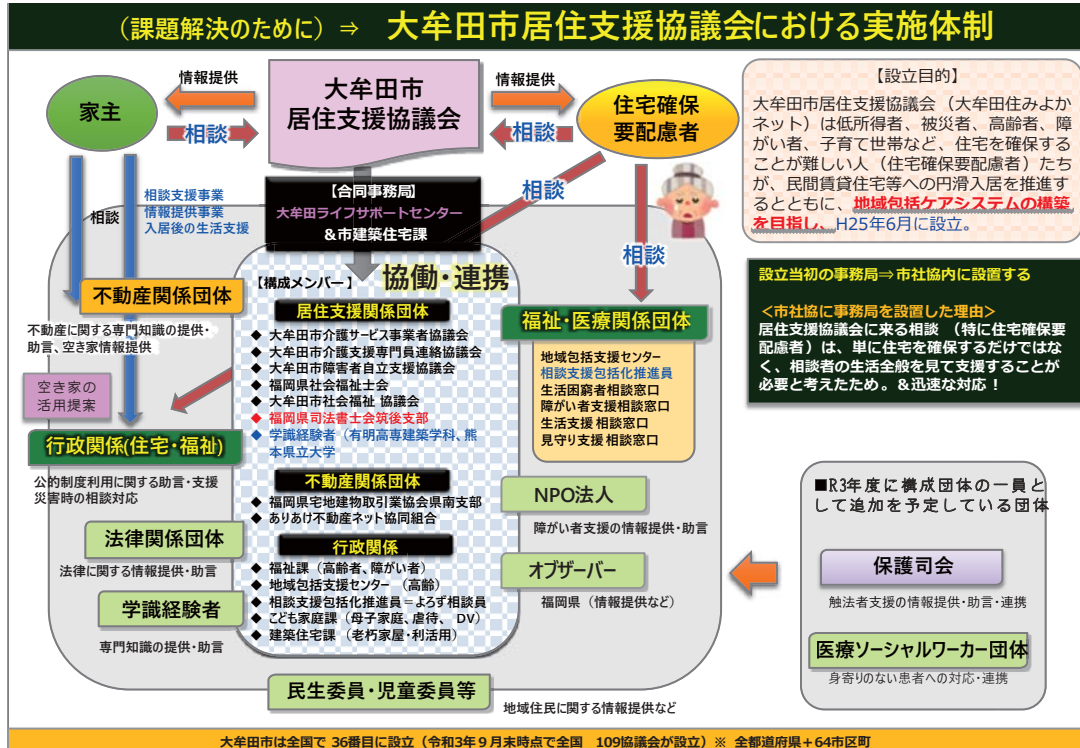 (課題解決のために) ⇒ 大牟田市居住支援協議会における実施体制
家主
情報提供
相談
大牟田市
居住支援協議会
情報提供
相談
住宅確保
要配慮者
【設立目的】
大牟田市居住支援協議会(大牟田住みよか
ネット)は低所得者、被災者、高齢者、障
がい者、子育て世帯など、住宅を確保する
ことが難しい人(住宅確保要配慮者)たち
が、民間賃貸住宅等への円滑入居を推進す
るとともに、地域包括ケアシステムの構築
を目指し、H25年6月に設立。
相談
相談支援事業
情報提供事業
入居後の生活支援
【合同事務局】
大牟田ライフサポートセンター
&市建築住宅課
相談
相談
設立当初の事務局⇒市社協内に設置する
<市社協に事務局を設置した理由>
居住支援協議会に来る相談 (特に住宅確保要
配慮者)は、単に住宅を確保するだけではな
く、相談者の生活全般を見て支援することが
必要と考えたため。&迅速な対応!
不動産関係団体
不動産に関する専門知識の提供・
助言、空き家情報提供
空き家の
活用提案
行政関係(住宅・福祉)
公的制度利用に関する助言・支援
災害時の相談対応
法律関係団体
法律に関する情報提供・助言
学識経験者
専門知識の提供・助言
【構成メンバー】
協働・連携
居住支援関係団体
◆ 大牟田市介護サービス事業者協議会
◆ 大牟田市介護支援専門員連絡協議会
◆ 大牟田市障害者自立支援協議会
◆ 福岡県社会福祉士会
◆ 大牟田市社会福祉 協議会
◆ 福岡県司法書士会筑後支部
◆ 学識経験者(有明高専建築学科、熊
本県立大学
不動産関係団体
◆ 福岡県宅地建物取引業協会県南支部
◆ ありあけ不動産ネット協同組合
行政関係
◆ 福祉課(高齢者、障がい者)
◆ 地域包括支援センター (高齢)
◆ 相談支援包括化推進員=よろず相談員
◆ こども家庭課(母子家庭、虐待、 DV)
◆ 建築住宅課(老朽家屋・利活用)
福祉・医療関係団体
地域包括支援センター
相談支援包括化推進員
生活困窮者相談窓口
障がい者支援相談窓口
生活支援 相談窓口
見守り支援 相談窓口
NPO法人
障がい者支援の情報提供・助言
オブザーバー
福岡県(情報提供など)
民生委員・児童委員等
地域住民に関する情報提供など
■R3年度に構成団体の一員と
して追加を予定している団体
保護司会
触法者支援の情報提供・助言・連携
医療ソーシャルワーカー団体
身寄りのない患者への対応・連携
大牟田市は全国で 36番目に設立(令和3年9月末時点で全国 109協議会が設立)※ 全都道府県+64市区町